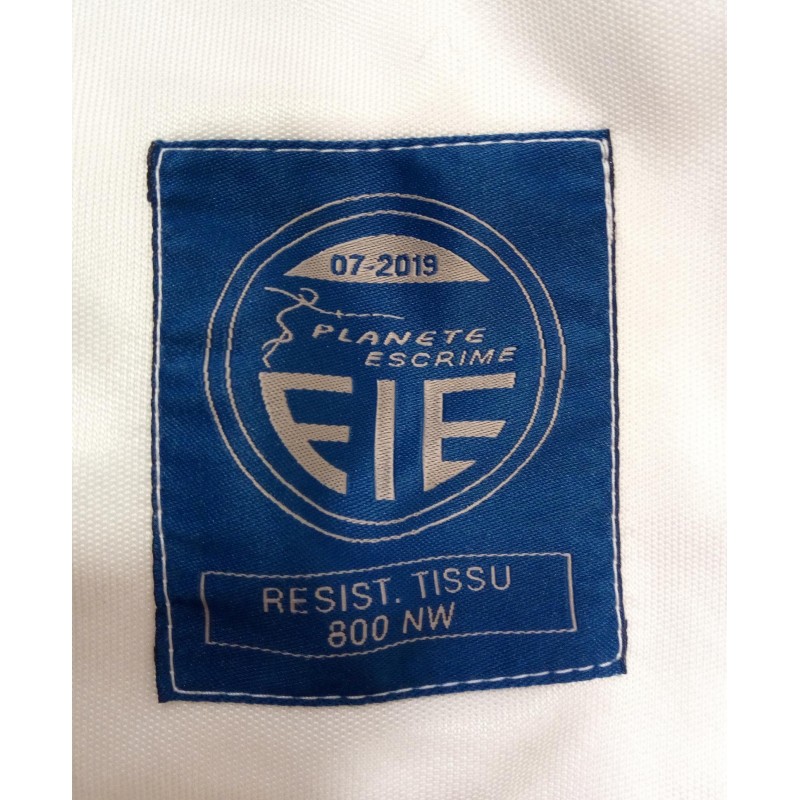 07-2019
PLANETE
ESCRIME
FIE
RESIST. TISSU
800 NW